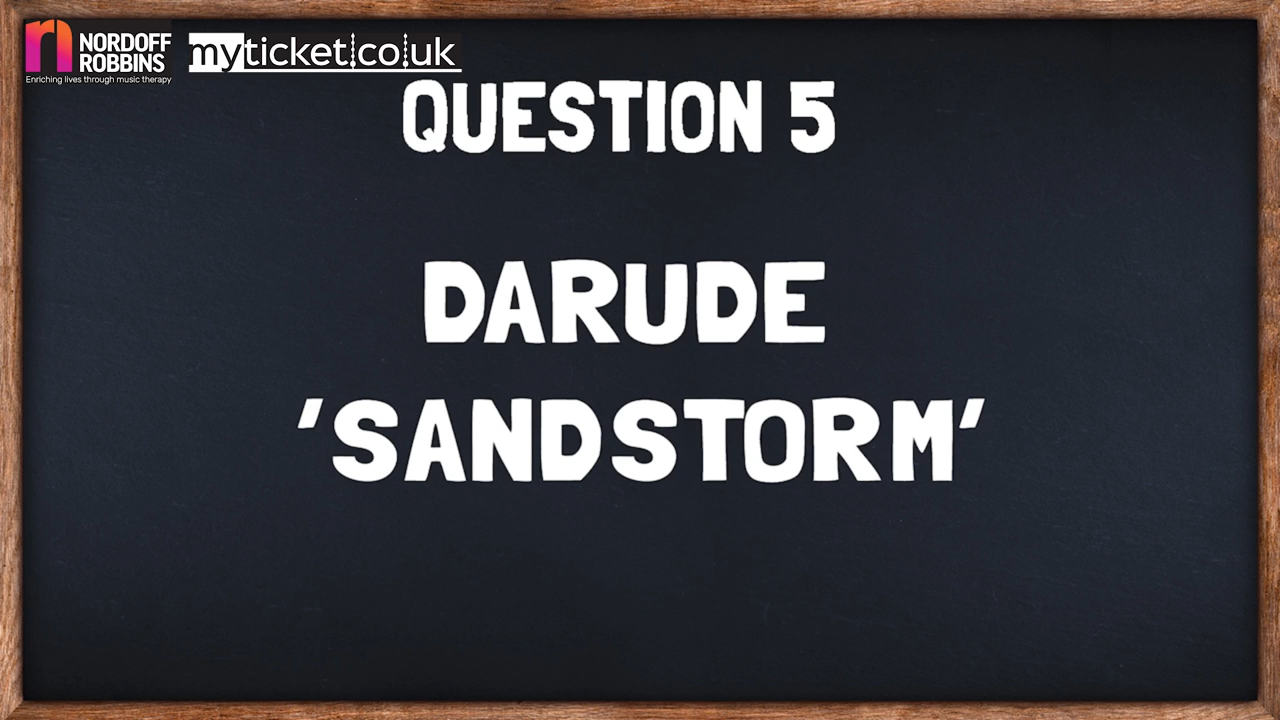 NORDOFF
ROBBINS
Enriching lives through music therapy
myticket.co.uk
QUESTION 5
DARUDE
'SANDSTORM'